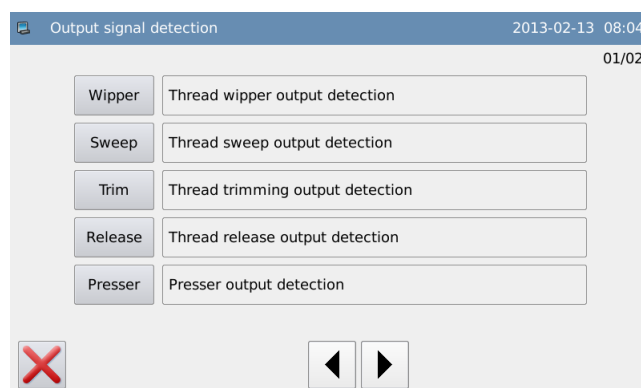 Output signal detection 2013-02-13 08:04
01/02
Wipper Thread wipper output detection
Sweep Thread sweep output detection
Trim Thread trimming output detection
Release Thread release output detection
Presser Presser output detection